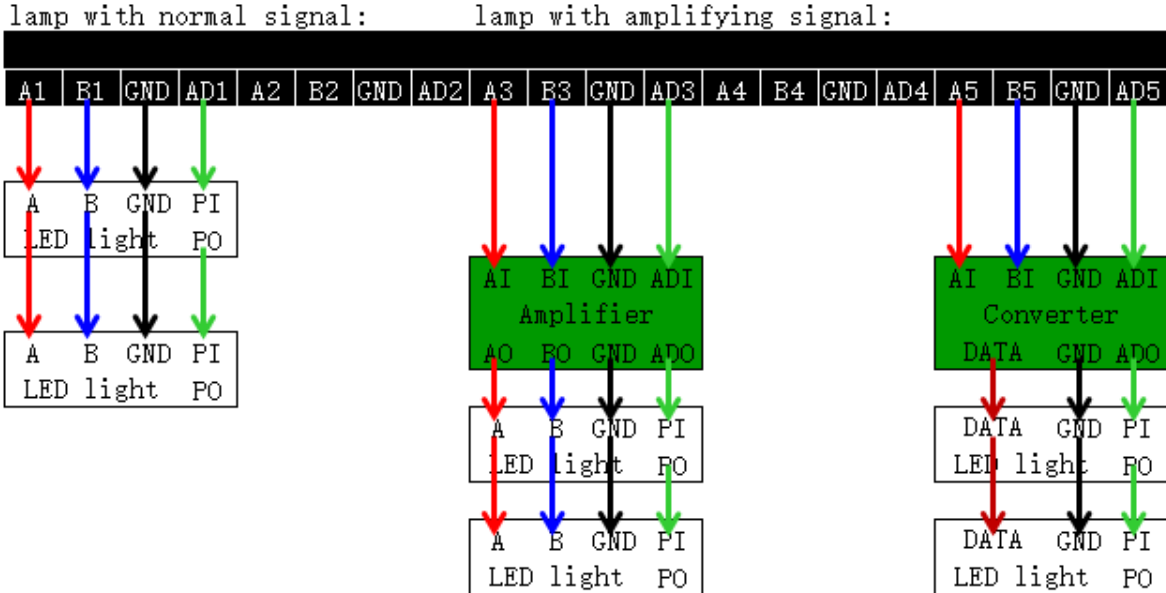 lamp with normal signal: lamp with amplifying signal:
A1 B1 GND AD1 A2 B2 GND AD2 A3 B3 GND AD3 A4 B4 GND AD4 A5 B5 GND AD5
A B GND PI
LED light PO
AI BI GND ADI AI BI GND ADI
Amplifier Converter
A B GND PI AO BO GND ADO DATA GND ADO
LED light PO
A B GND PI DATA GND PI
LED light PO LED light PO
A B GND PI DATA GND PI
LED light PO LED light PO